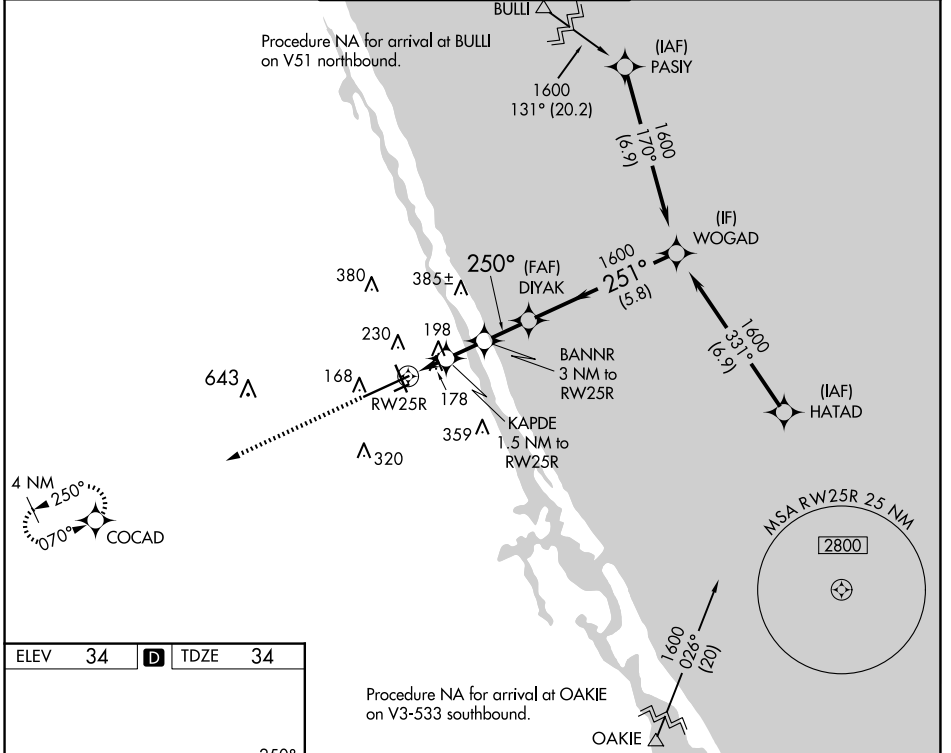 BULLI
Procedure NA for arrival at BULLI
on V51 northbound.
(IAF)
PASIY
1600
131° (20.2)
1600
170°
(6.9)
(IF)
WOGAD
1600
251°
(5.8)
250°
(FAF)
DIYAK
380
385±
230
198
BANNR
3 NM to
RW25R
1600
331°
(6.9)
643
168
RW25R
178
(IAF)
HATAD
KAPDE
1.5 NM to
RW25R
359
320
4 NM
250°
070°
COCAD
MSA RW25R 25 NM
2800
1600
026°
(20)
ELEV 34 D TDZE 34
Procedure NA for arrival at OAKIE
on V3-533 southbound.
OAKIE